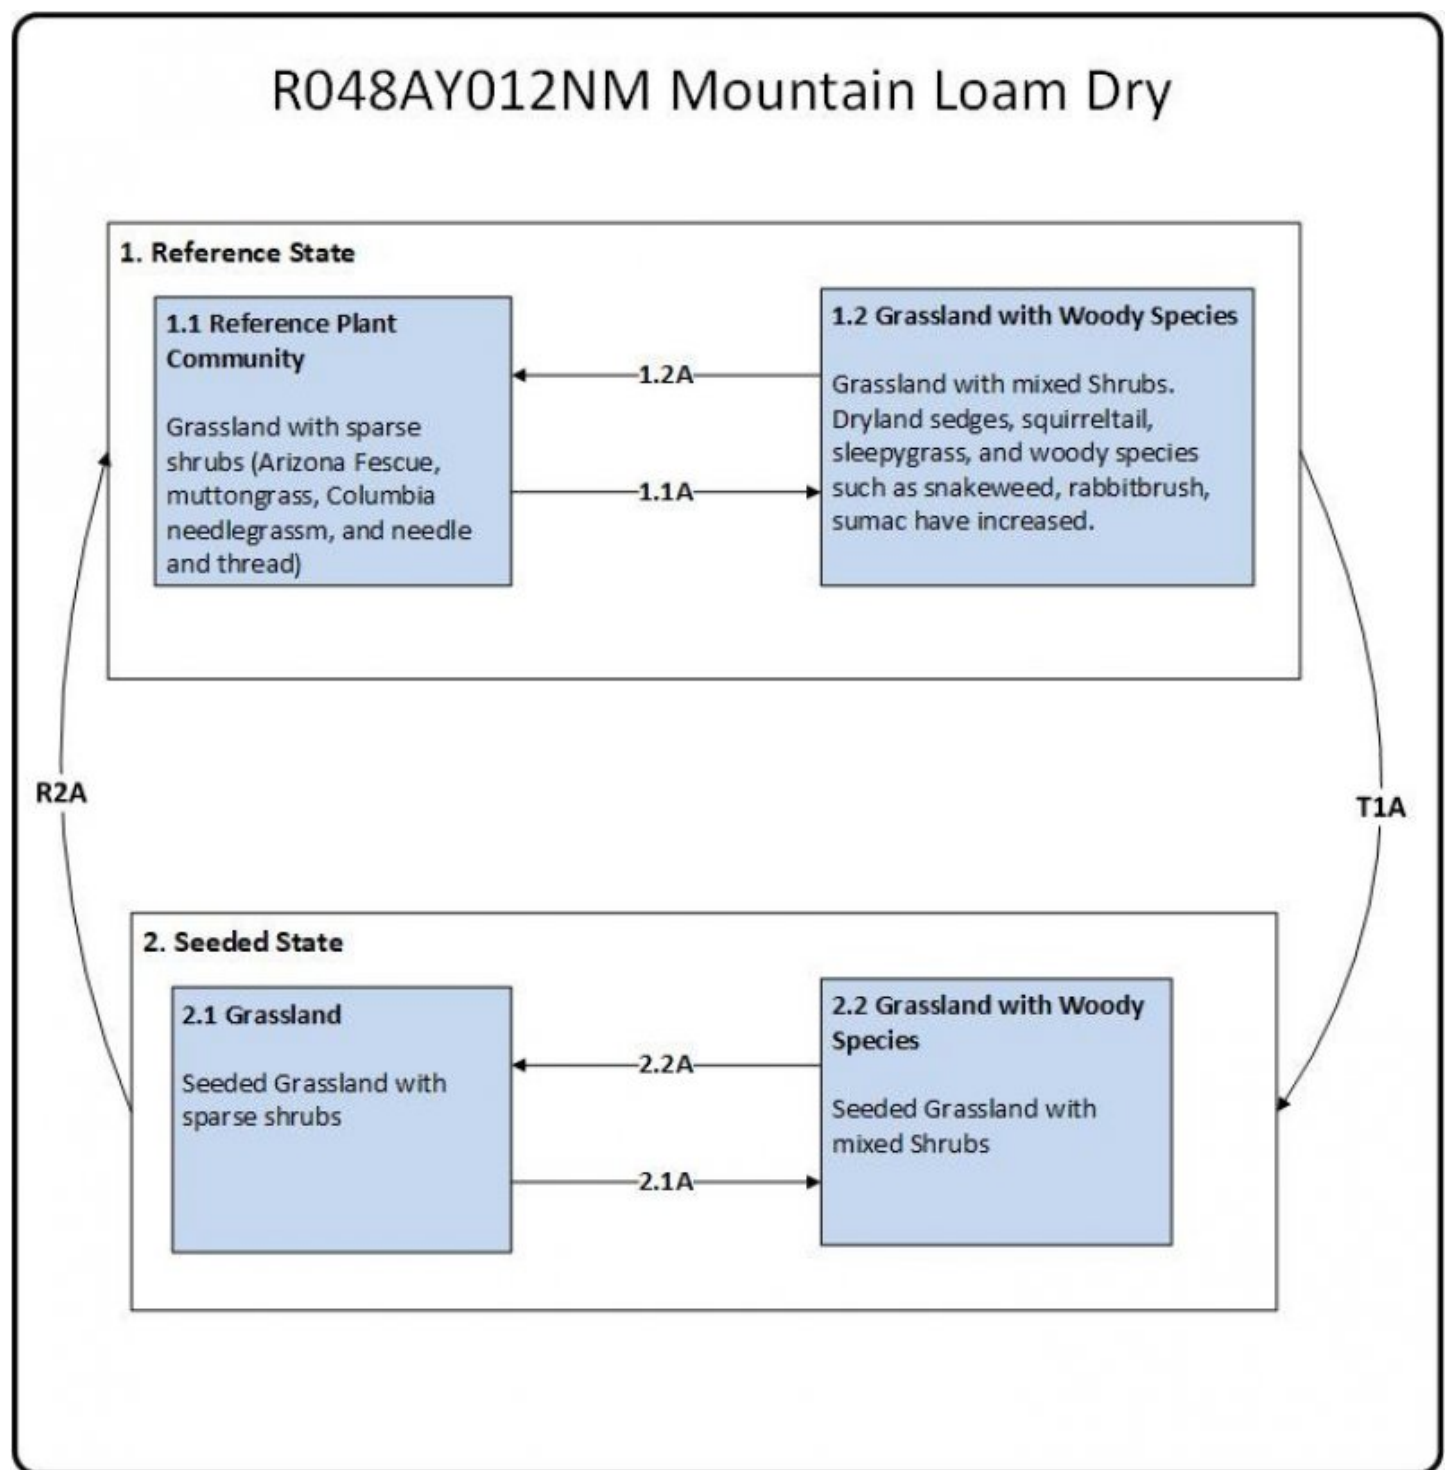 R048AY012NM Mountain Loam Dry
1. Reference State
1.1 Reference Plant
Community
Grassland with sparse
shrubs (Arizona Fescue,
muttongrass, Columbia
needlegrassm, and needle
and thread)
1.2A
1.1A
1.2 Grassland with Woody Species
Grassland with mixed Shrubs.
Dryland sedges, squirreltail,
sleepygrass, and woody species
such as snakeweed, rabbitbrush,
sumac have increased.
R2A
T1A
2. Seeded State
2.1 Grassland
Seeded Grassland with
sparse shrubs
2.2A
2.1A
2.2 Grassland with Woody
Species
Seeded Grassland with
mixed Shrubs